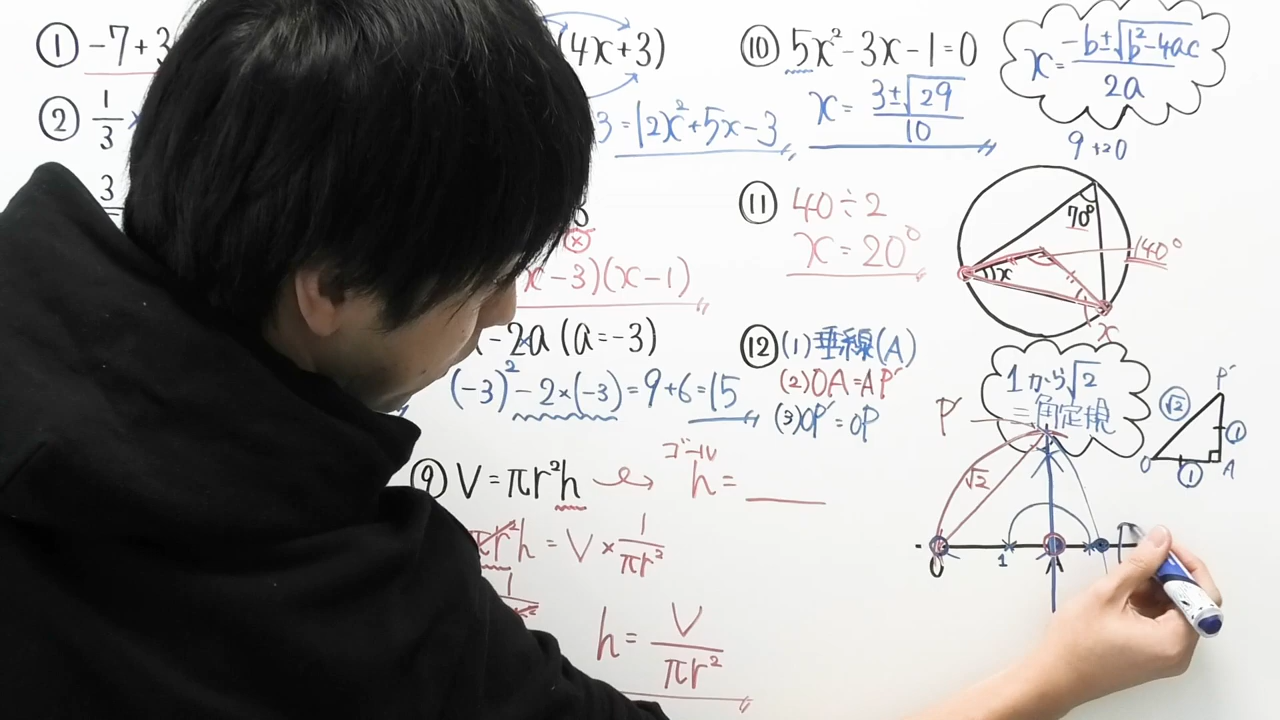 ① -7+3
② 1/3 ×
3
(4x+3)
3=12x²+5x-3
(x-3)(x-1)
-2a (a=-3)
(-3)²-2×(-3)=9+6=15
⑨ V=πr²h
ゴール
h=
πr²h = V × 1/πr²
h = V/πr²
⑩ 5x²-3x-1=0
x = 3±√29/10
x = -b±√b²-4ac/2a
9+20
⑪ 40÷2
x=20°
70°
140°
x
x
⑫ (1) 垂線(A)
(2) OA=AP′
(3) OP′=OP
1から√2
三角定規
P′
√2
O
1
A
P′
√2
①
O
①
A